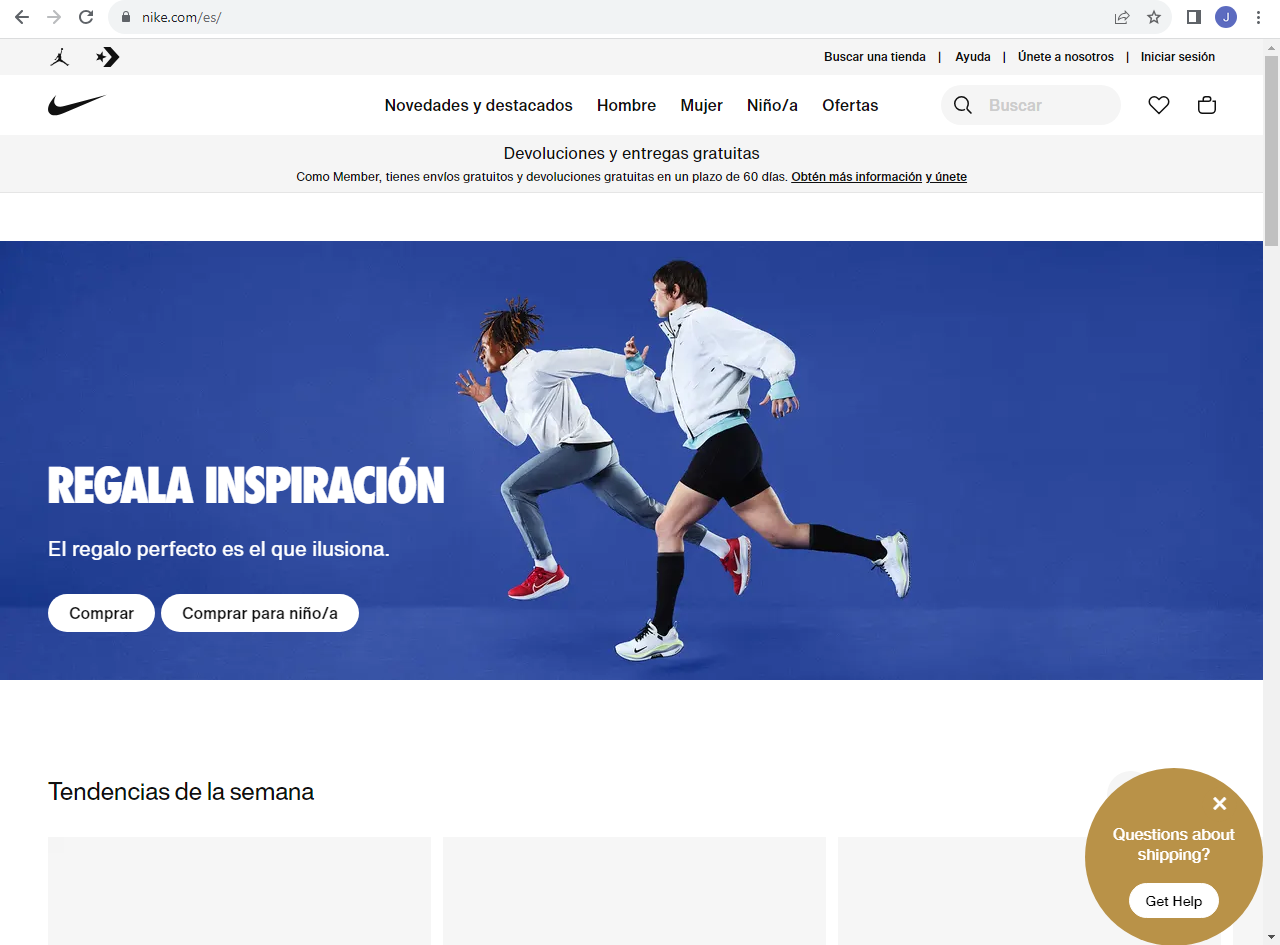 nike.com/es/
J
Buscar una tienda | Ayuda | Únete a nosotros | Iniciar sesión
Novedades y destacados Hombre Mujer Niño/a Ofertas Buscar
Devoluciones y entregas gratuitas
Como Member, tienes envíos gratuitos y devoluciones gratuitas en un plazo de 60 días. Obtén más información y únete
REGALA INSPIRACIÓN
El regalo perfecto es el que ilusiona.
Comprar Comprar para niño/a
Tendencias de la semana
Questions about
shipping?
Get Help